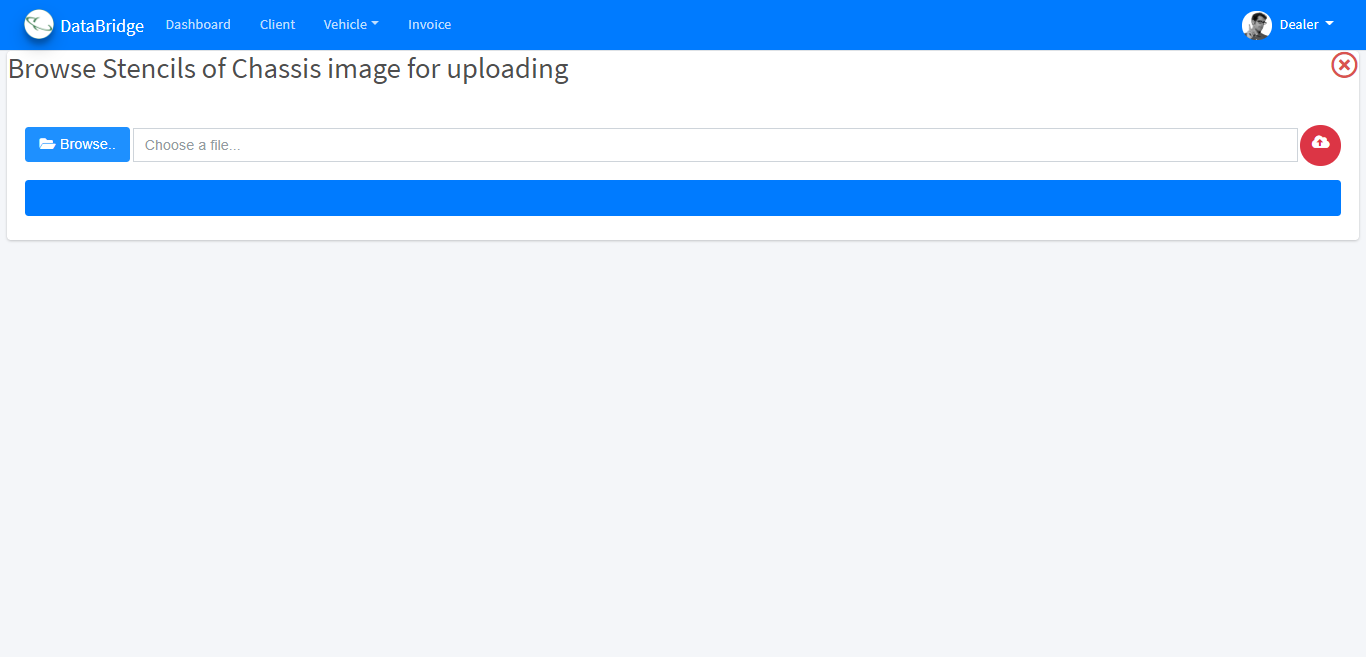 DataBridge Dashboard Client Vehicle Invoice Dealer
Browse Stencils of Chassis image for uploading
Browse.. Choose a file...